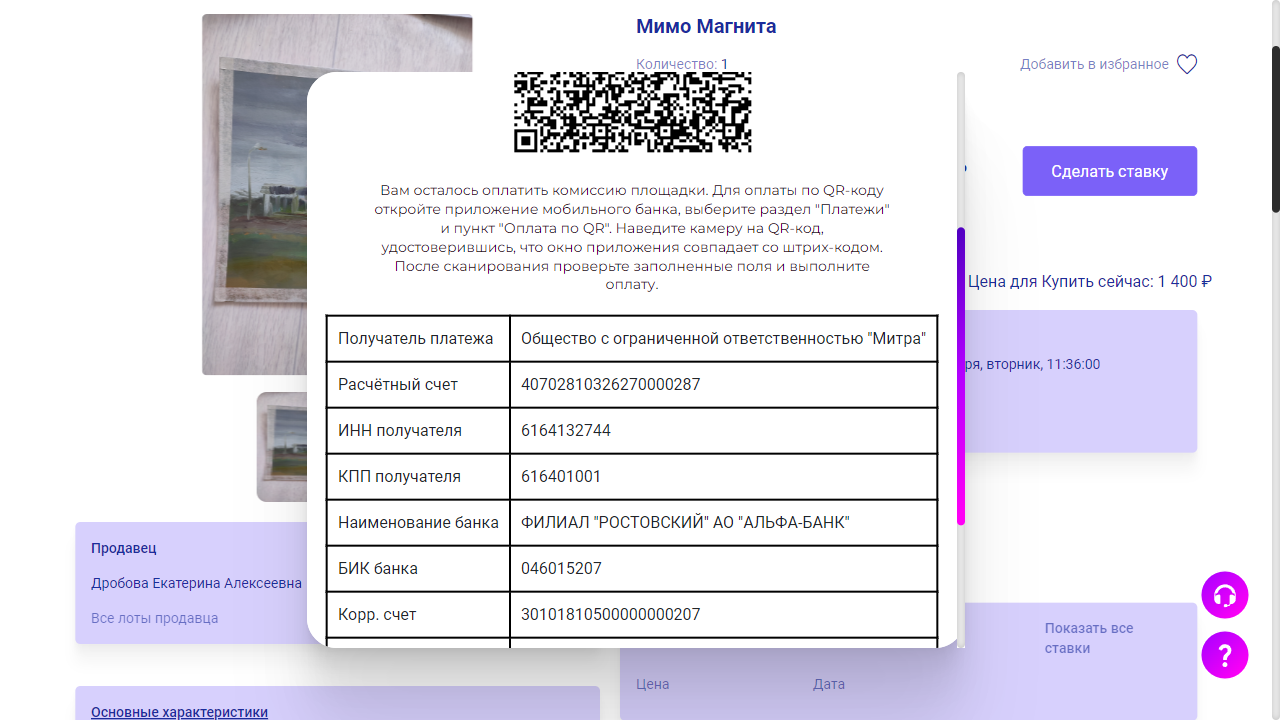 Мимо Магнита
Количество: 1
Добавить в избранное
Сделать ставку
Вам осталось оплатить комиссию площадки. Для оплаты по QR-коду
откройте приложение мобильного банка, выберите раздел "Платежи"
и пункт "Оплата по QR". Наведите камеру на QR-код,
удостоверившись, что окно приложения совпадает со штрих-кодом.
После сканирования проверьте заполненные поля и выполните
оплату.
Цена для Купить сейчас: 1 400 ₽
Получатель платежа Общество с ограниченной ответственностью "Митра"
ря, вторник, 11:36:00
Расчётный счет 40702810326270000287
ИНН получателя 6164132744
КПП получателя 616401001
Наименование банка ФИЛИАЛ "РОСТОВСКИЙ" АО "АЛЬФА-БАНК"
БИК банка 046015207
Корр. счет 30101810500000000207
Продавец
Дробова Екатерина Алексеевна
Все лоты продавца
Показать все
ставки
Цена Дата
Основные характеристики